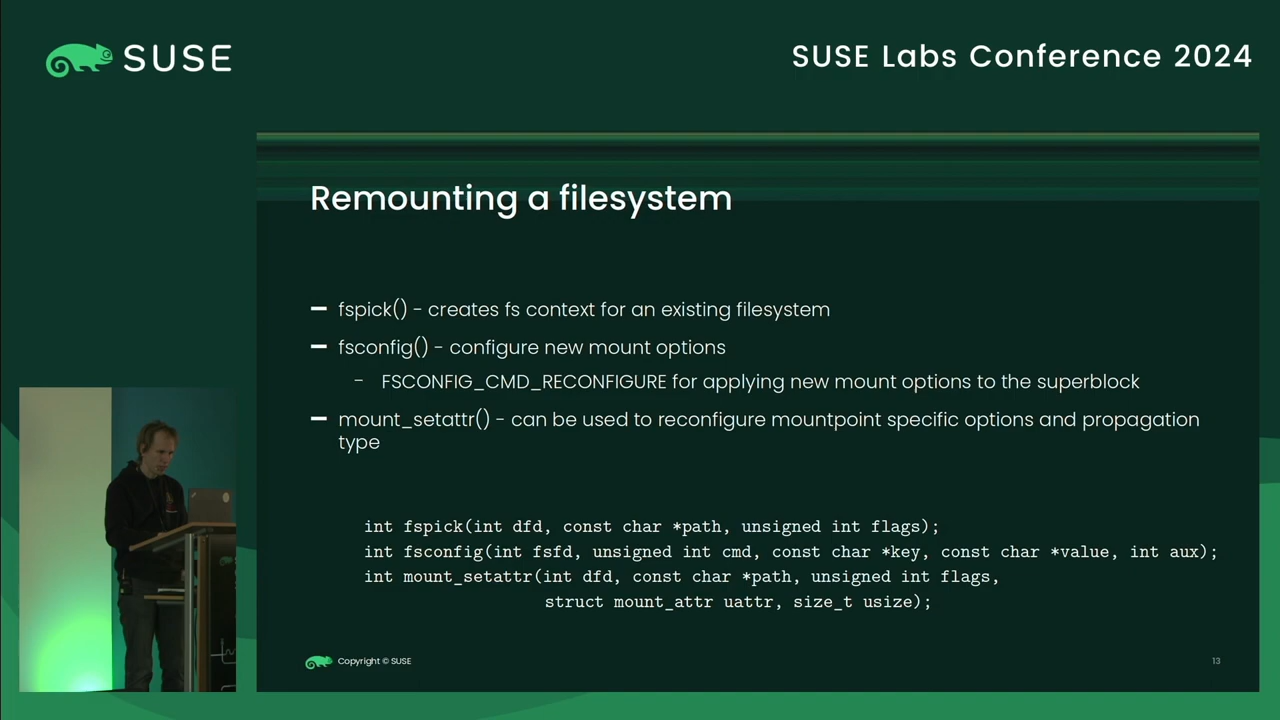 SUSE
SUSE Labs Conference 2024
Remounting a filesystem
fspick() - creates fs context for an existing filesystem
fsconfig() - configure new mount options
- FSCONFIG_CMD_RECONFIGURE for applying new mount options to the superblock
mount_setattr() - can be used to reconfigure mountpoint specific options and propagation
type
int fspick(int dfd, const char *path, unsigned int flags);
int fsconfig(int fsfd, unsigned int cmd, const char *key, const char *value, int aux);
int mount_setattr(int dfd, const char *path, unsigned int flags,
struct mount_attr uattr, size_t usize);
Copyright © SUSE
13